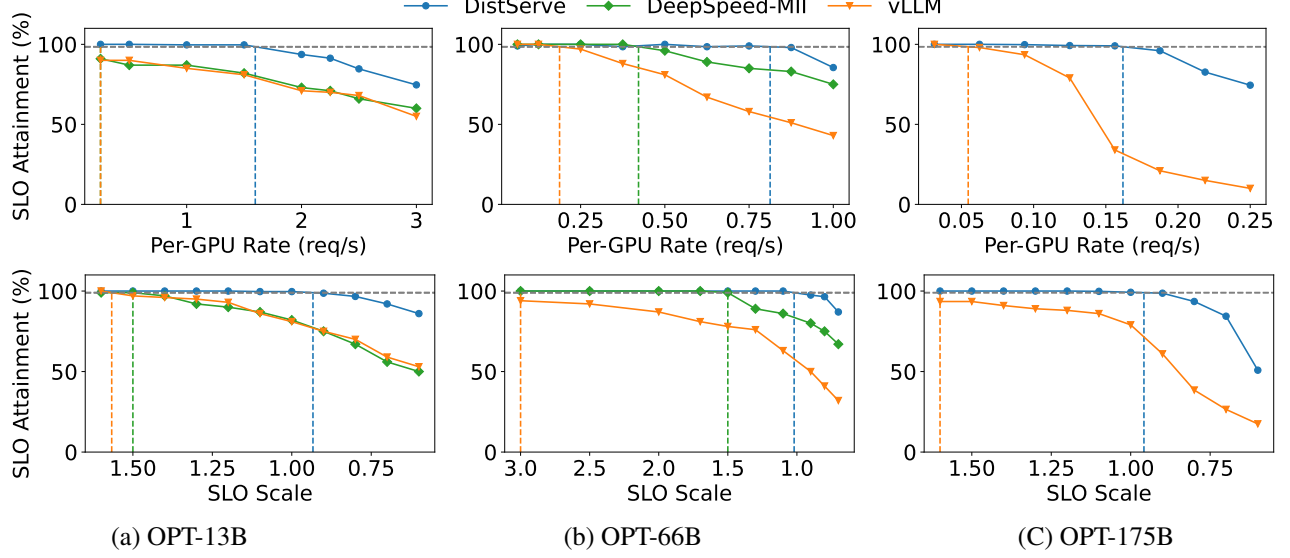 DistServe DeepSpeed-MII vLLM
SLO Attainment (%)
100
50
0
1 2 3
Per-GPU Rate (req/s)
100
50
0
0.25 0.50 0.75 1.00
Per-GPU Rate (req/s)
100
50
0
0.05 0.10 0.15 0.20 0.25
Per-GPU Rate (req/s)
SLO Attainment (%)
100
50
0
1.50 1.25 1.00 0.75
SLO Scale
100
50
0
3.0 2.5 2.0 1.5 1.0
SLO Scale
100
50
0
1.50 1.25 1.00 0.75
SLO Scale
(a) OPT-13B
(b) OPT-66B
(C) OPT-175B